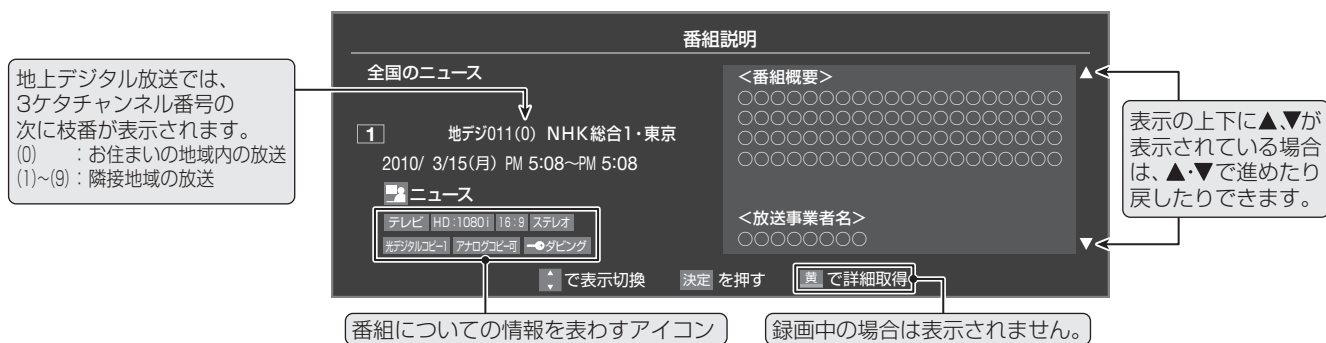 番組説明
地上デジタル放送では、
3ケタチャンネル番号の
次に枝番が表示されます。
(0) :お住まいの地域内の放送
(1)~(9):隣接地域の放送
全国のニュース
1 地デジ011(0) NHK総合1・東京
2010/ 3/15(月) PM 5:08~PM 5:08
ニュース
テレビ HD:1080i 16:9 ステレオ
光デジタルコピー1 アナログコピー可 ダビング
<番組概要>
○○○○○○○○○○○○○○○○○○○○
○○○○○○○○○○○○○○○○○○○○
○○○○○○○○○○○○○○○○○○○○
○○○○○○○○○○○○○○○○○○○○
<放送事業者名>
○○○○○○○○
▲
▼
表示の上下に▲、▼が
表示されている場合
は、▲・▼で進めたり
戻したりできます。
で表示切換 決定 を押す 黄 で詳細取得
番組についての情報を表わすアイコン
録画中の場合は表示されません。